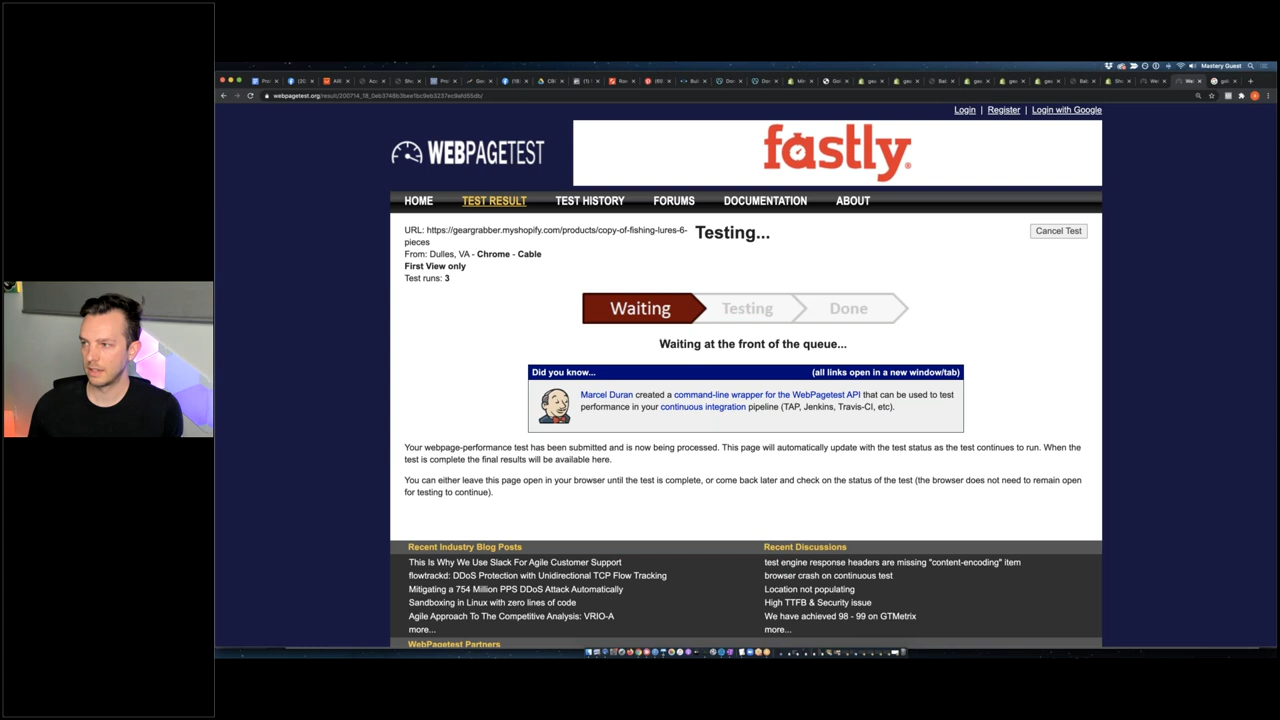 Mastery Guest
webpagetest.org/result/200714_18_0eb3748b3bee1bc9eb3237ec9afd55db/
Login | Register | Login with Google
WEBPAGETEST
fastly
HOME TEST RESULT TEST HISTORY FORUMS DOCUMENTATION ABOUT
URL: https://geargrabber.myshopify.com/products/copy-of-fishing-lures-6-
pieces
From: Dulles, VA - Chrome - Cable
First View only
Test runs: 3
Testing...
Cancel Test
Waiting Testing Done
Waiting at the front of the queue...
Did you know... (all links open in a new window/tab)
Marcel Duran created a command-line wrapper for the WebPagetest API that can be used to test
performance in your continuous integration pipeline (TAP, Jenkins, Travis-CI, etc).
Your webpage-performance test has been submitted and is now being processed. This page will automatically update with the test status as the test continues to run. When the
test is complete the final results will be available here.
You can either leave this page open in your browser until the test is complete, or come back later and check on the status of the test (the browser does not need to remain open
for testing to continue).
Recent Industry Blog Posts
This Is Why We Use Slack For Agile Customer Support
flowtrackd: DDoS Protection with Unidirectional TCP Flow Tracking
Mitigating a 754 Million PPS DDoS Attack Automatically
Sandboxing in Linux with zero lines of code
Agile Approach To The Competitive Analysis: VRIO-A
more...
Recent Discussions
test engine response headers are missing "content-encoding" item
browser crash on continuous test
Location not populating
High TTFB & Security issue
We have achieved 98 - 99 on GTMetrix
more...
WebPagetest Partners